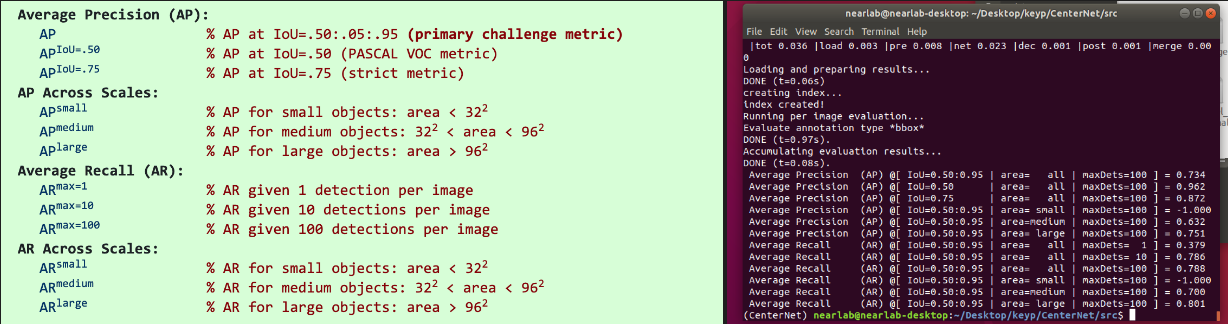 Average Precision (AP):
AP % AP at IoU=.50:.05:.95 (primary challenge metric)
AP^IoU=.50 % AP at IoU=.50 (PASCAL VOC metric)
AP^IoU=.75 % AP at IoU=.75 (strict metric)
AP Across Scales:
AP^small % AP for small objects: area < 32²
AP^medium % AP for medium objects: 32² < area < 96²
AP^large % AP for large objects: area > 96²
Average Recall (AR):
AR^max=1 % AR given 1 detection per image
AR^max=10 % AR given 10 detections per image
AR^max=100 % AR given 100 detections per image
AR Across Scales:
AR^small % AR for small objects: area < 32²
AR^medium % AR for medium objects: 32² < area < 96²
AR^large % AR for large objects: area > 96²
nearlab@nearlab-desktop: ~/Desktop/keyp/CenterNet/src
File Edit View Search Terminal Help
|tot 0.036 |load 0.003 |pre 0.008 |net 0.023 |dec 0.001 |post 0.001 |merge 0.00
0
Loading and preparing results...
DONE (t=0.06s)
creating index...
index created!
Running per image evaluation...
Evaluate annotation type *bbox*
DONE (t=0.97s).
Accumulating evaluation results...
DONE (t=0.08s).
Average Precision (AP) @[ IoU=0.50:0.95 | area= all | maxDets=100 ] = 0.734
Average Precision (AP) @[ IoU=0.50 | area= all | maxDets=100 ] = 0.962
Average Precision (AP) @[ IoU=0.75 | area= all | maxDets=100 ] = 0.872
Average Precision (AP) @[ IoU=0.50:0.95 | area= small | maxDets=100 ] = -1.000
Average Precision (AP) @[ IoU=0.50:0.95 | area=medium | maxDets=100 ] = 0.632
Average Precision (AP) @[ IoU=0.50:0.95 | area= large | maxDets=100 ] = 0.751
Average Recall (AR) @[ IoU=0.50:0.95 | area= all | maxDets= 1 ] = 0.379
Average Recall (AR) @[ IoU=0.50:0.95 | area= all | maxDets= 10 ] = 0.786
Average Recall (AR) @[ IoU=0.50:0.95 | area= all | maxDets=100 ] = 0.788
Average Recall (AR) @[ IoU=0.50:0.95 | area= small | maxDets=100 ] = -1.000
Average Recall (AR) @[ IoU=0.50:0.95 | area=medium | maxDets=100 ] = 0.700
Average Recall (AR) @[ IoU=0.50:0.95 | area= large | maxDets=100 ] = 0.801
(CenterNet) nearlab@nearlab-desktop:~/Desktop/keyp/CenterNet/src$